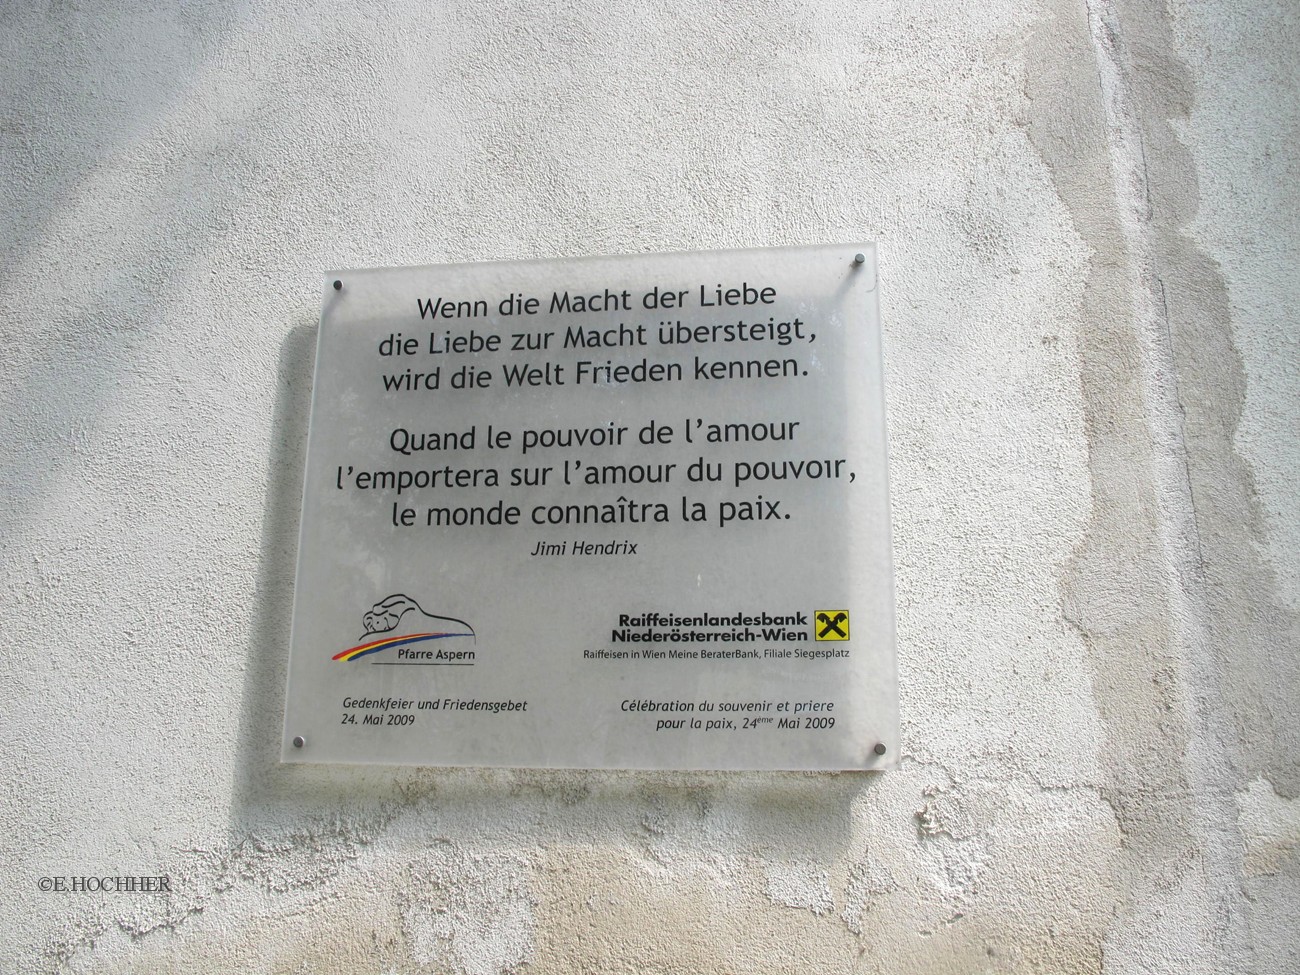 Wenn die Macht der Liebe
die Liebe zur Macht übersteigt,
wird die Welt Frieden kennen.
Quand le pouvoir de l'amour
l'emportera sur l'amour du pouvoir,
le monde connaîtra la paix.
Jimi Hendrix
Pfarre Aspern
Raiffeisenlandesbank
Niederösterreich-Wien
Raiffeisen in Wien Meine BeraterBank, Filiale Siegesplatz
Gedenkfeier und Friedensgebet
24. Mai 2009
Célébration du souvenir et priere
pour la paix, 24ème Mai 2009
©E.HOCHHER